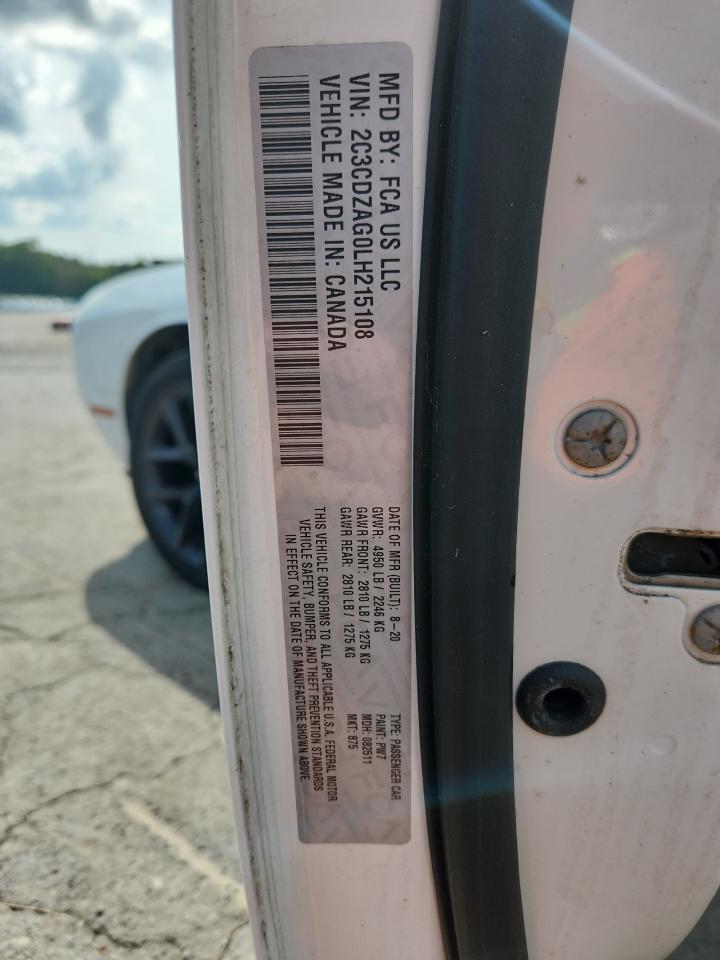 MFD BY: FCA US LLC
VIN: 2C3CDZAG0LH215108
VEHICLE MADE IN: CANADA
DATE OF MFR (BUILT): 8-20
GVWR: 4950 LB / 2246 KG
GAWR FRONT: 2810 LB / 1275 KG
GAWR REAR: 2810 LB / 1275 KG
TYPE: PASSENGER CAR
PAINT: PW7
MDH: 082511
MKT: 875
THIS VEHICLE CONFORMS TO ALL APPLICABLE U.S.A. FEDERAL MOTOR
VEHICLE SAFETY, BUMPER, AND THEFT PREVENTION STANDARDS
IN EFFECT ON THE DATE OF MANUFACTURE SHOWN ABOVE.